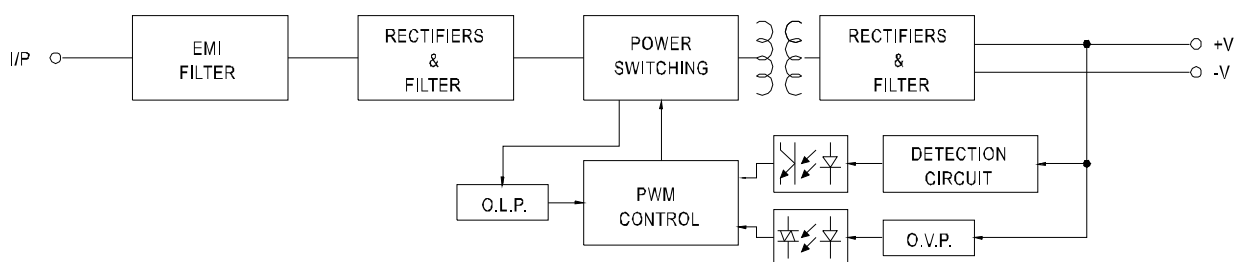 I/P
EMI
FILTER
RECTIFIERS
&
FILTER
POWER
SWITCHING
RECTIFIERS
&
FILTER
+V
-V
DETECTION
CIRCUIT
O.L.P.
PWM
CONTROL
O.V.P.